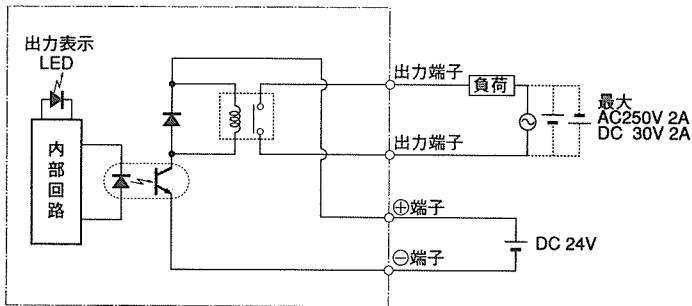 出力表示
LED
内部回路
出力端子
負荷
最大
AC250V 2A
DC 30V 2A
出力端子
⊕端子
DC 24V
⊖端子